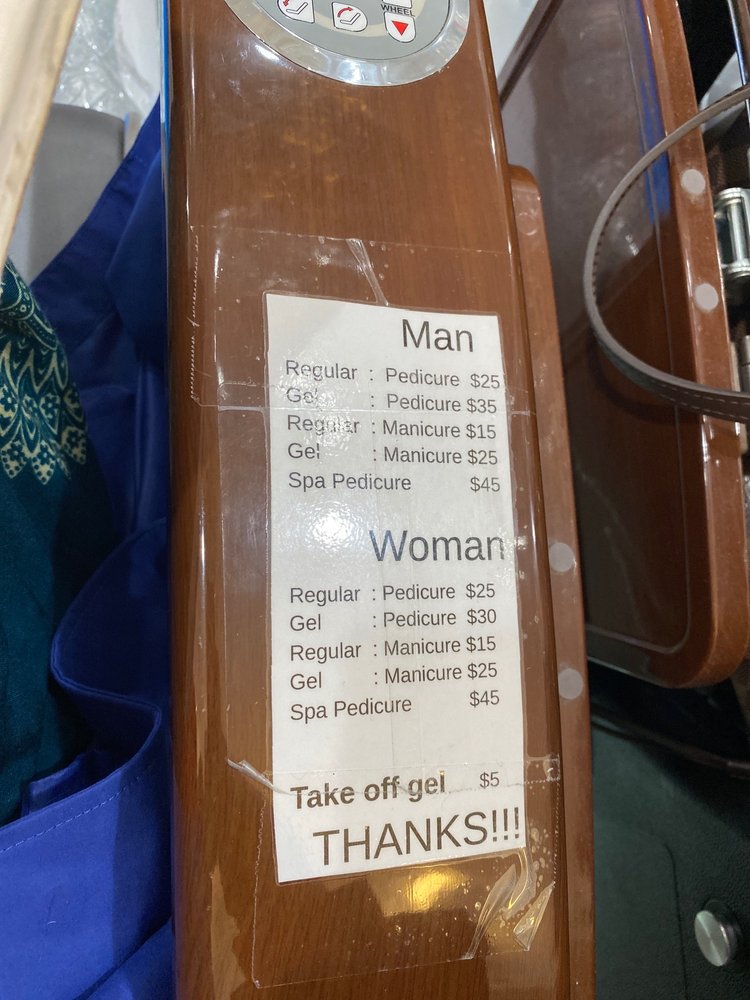 WHEEL
Man
Regular : Pedicure $25
Gel : Pedicure $35
Regular : Manicure $15
Gel : Manicure $25
Spa Pedicure $45
Woman
Regular : Pedicure $25
Gel : Pedicure $30
Regular : Manicure $15
Gel : Manicure $25
Spa Pedicure $45
Take off gel $5
THANKS!!!